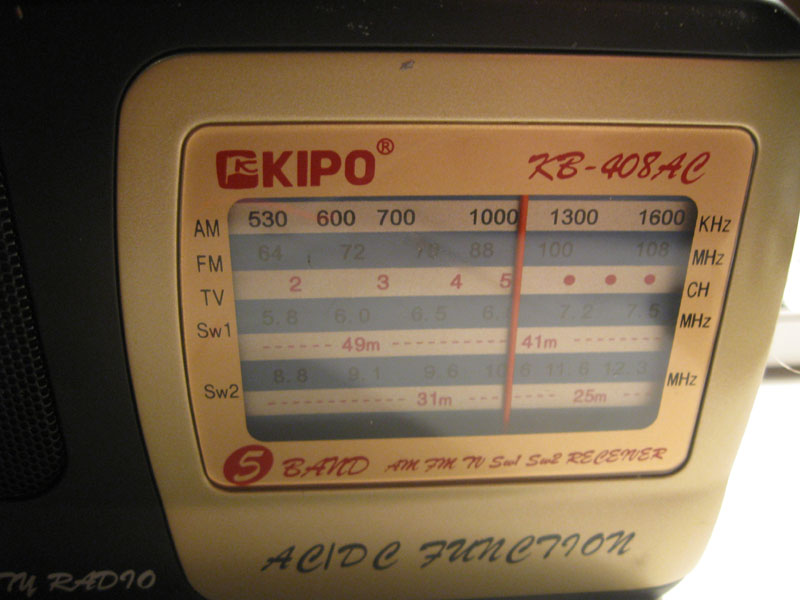 KIPO®
KB-408AC
AM 530 600 700 1000 1300 1600 KHz
FM 64 72 88 100 108 MHz
TV 2 3 4 5 CH
Sw1 5.8 6.0 6.5 7.2 7.5 MHz
49m 41m
Sw2 8.8 9.1 9.6 11.6 12.3 MHz
31m 25m
5 BAND AM FM TV Sw1 Sw2 RECEIVER
AC/DC FUNCTION
TY RADIO